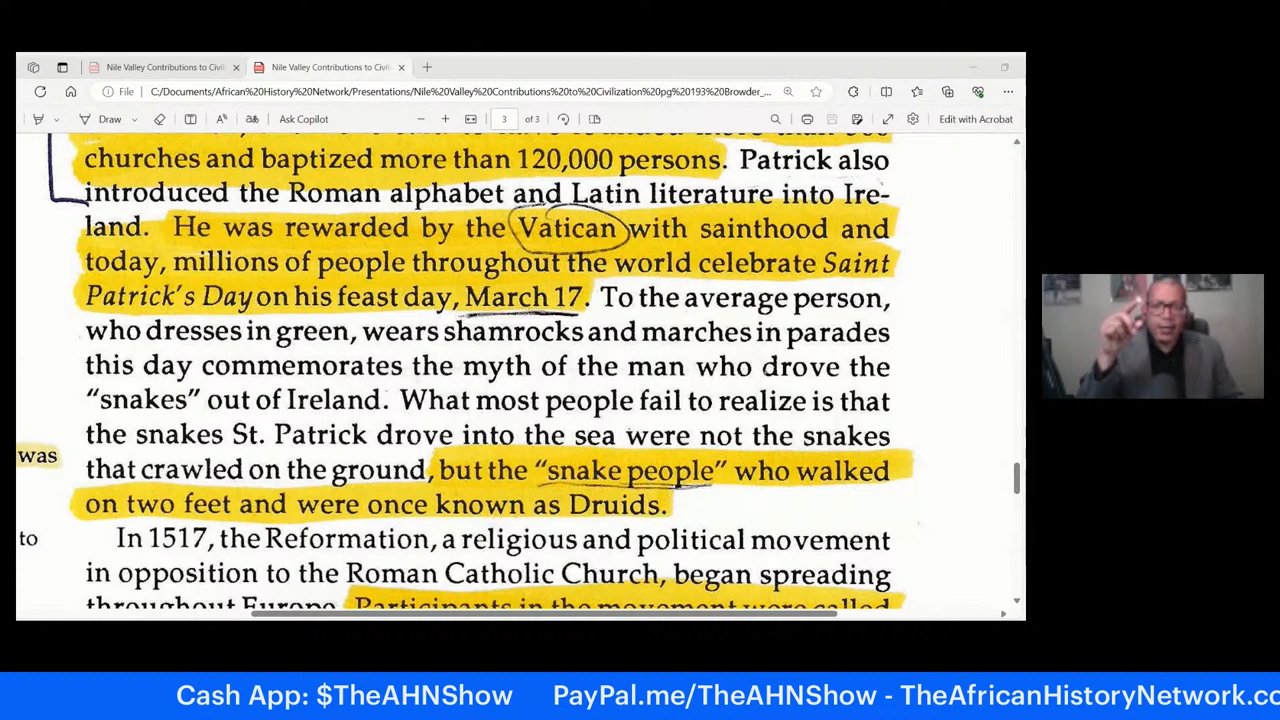 Nile Valley Contributions to Civili
Nile Valley Contributions to Civili
File C:/Documents/African%20History%20Network/Presentations/Nile%20Valley%20Contributions%20to%20Civilization%20pg%20193%20Browder_...
Draw Ask Copilot 3 of 3 Edit with Acrobat
churches and baptized more than 120,000 persons. Patrick also
introduced the Roman alphabet and Latin literature into Ire-
land. He was rewarded by the Vatican with sainthood and
today, millions of people throughout the world celebrate Saint
Patrick's Day on his feast day, March 17. To the average person,
who dresses in green, wears shamrocks and marches in parades
this day commemorates the myth of the man who drove the
"snakes" out of Ireland. What most people fail to realize is that
the snakes St. Patrick drove into the sea were not the snakes
was
that crawled on the ground, but the "snake people" who walked
on two feet and were once known as Druids.
to
In 1517, the Reformation, a religious and political movement
in opposition to the Roman Catholic Church, began spreading
throughout Europe. Participants in the movement were called
Cash App: $TheAHNShow PayPal.me/TheAHNShow - TheAfricanHistoryNetwork.co